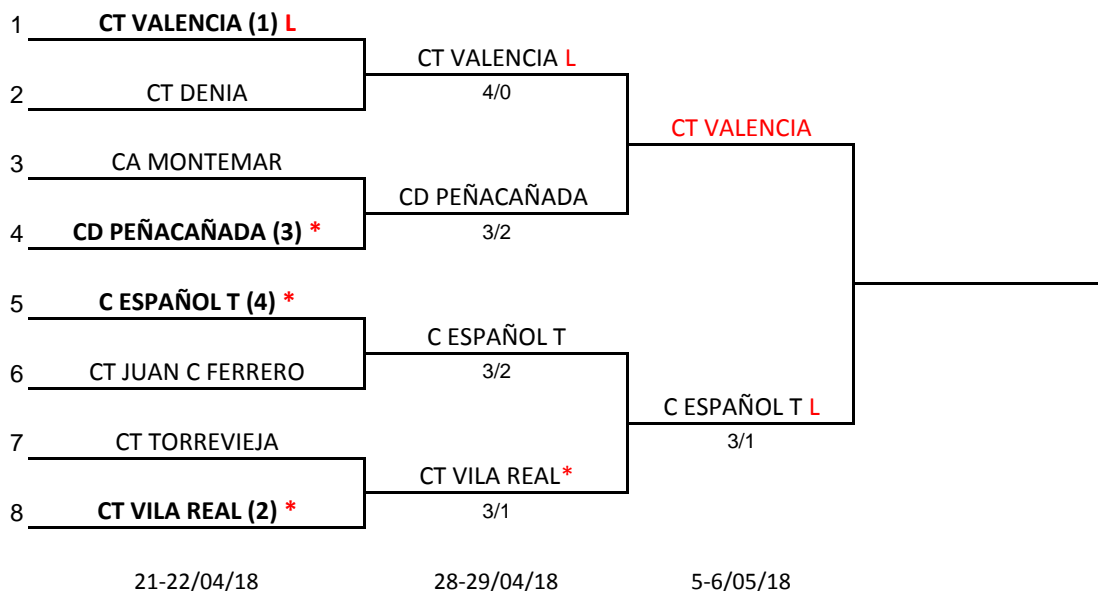 1 CT VALENCIA (1) L
CT VALENCIA L
4/0
2 CT DENIA
CT VALENCIA
3 CA MONTEMAR
CD PEÑACAÑADA
3/2
4 CD PEÑACAÑADA (3) *
5 C ESPAÑOL T (4) *
C ESPAÑOL T
3/2
6 CT JUAN C FERRERO
C ESPAÑOL T L
3/1
7 CT TORREVIEJA
CT VILA REAL*
3/1
8 CT VILA REAL (2) *
21-22/04/18 28-29/04/18 5-6/05/18